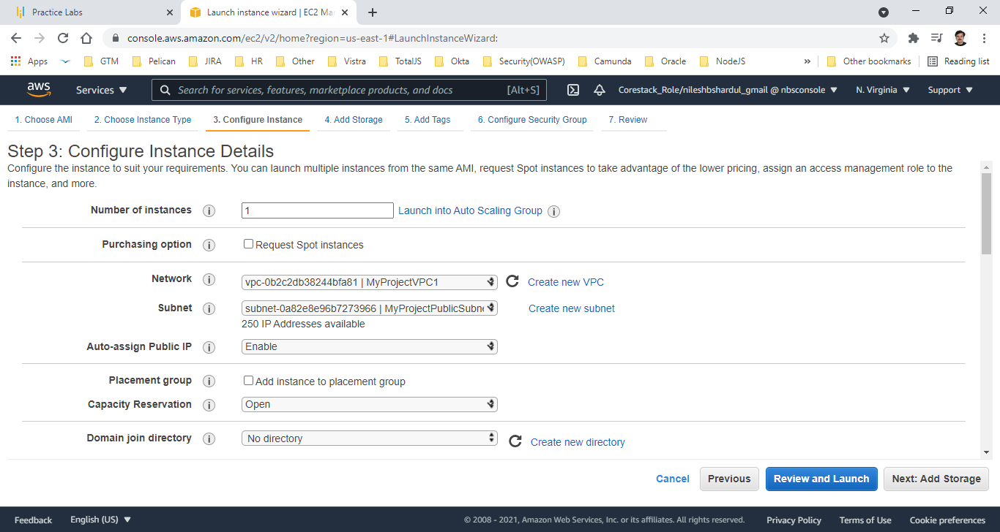 Practice Labs
Launch instance wizard | EC2 Ma
console.aws.amazon.com/ec2/v2/home?region=us-east-1#LaunchInstanceWizard:
Apps GTM Pelican JIRA HR Other Vistra TotalJS Okta Security(OWASP) Camunda Oracle NodeJS » Other bookmarks Reading list
aws Services Search for services, features, marketplace products, and docs [Alt+S] Corestack_Role/nileshbshardul_gmail @ nbsconsole N. Virginia Support
1. Choose AMI 2. Choose Instance Type 3. Configure Instance 4. Add Storage 5. Add Tags 6. Configure Security Group 7. Review
Step 3: Configure Instance Details
Configure the instance to suit your requirements. You can launch multiple instances from the same AMI, request Spot instances to take advantage of the lower pricing, assign an access management role to the
instance, and more.
Number of instances i 1 Launch into Auto Scaling Group i
Purchasing option i Request Spot instances
Network i vpc-0b2c2db38244bfa81 | MyProjectVPC1 Create new VPC
Subnet i subnet-0a82e8e96b7273966 | MyProjectPublicSubne Create new subnet
250 IP Addresses available
Auto-assign Public IP i Enable
Placement group i Add instance to placement group
Capacity Reservation i Open
Domain join directory i No directory Create new directory
Cancel Previous Review and Launch Next: Add Storage
Feedback English (US) © 2008 - 2021, Amazon Web Services, Inc. or its affiliates. All rights reserved. Privacy Policy Terms of Use Cookie preferences